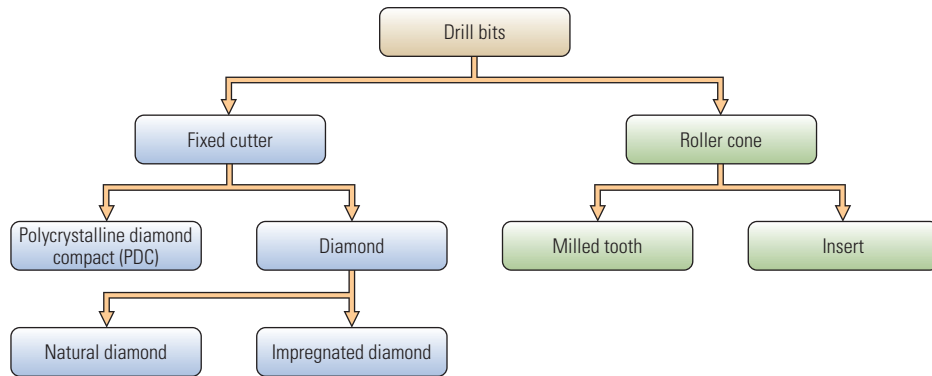 Drill bits
Fixed cutter
Roller cone
Polycrystalline diamond
compact (PDC)
Diamond
Milled tooth
Insert
Natural diamond
Impregnated diamond